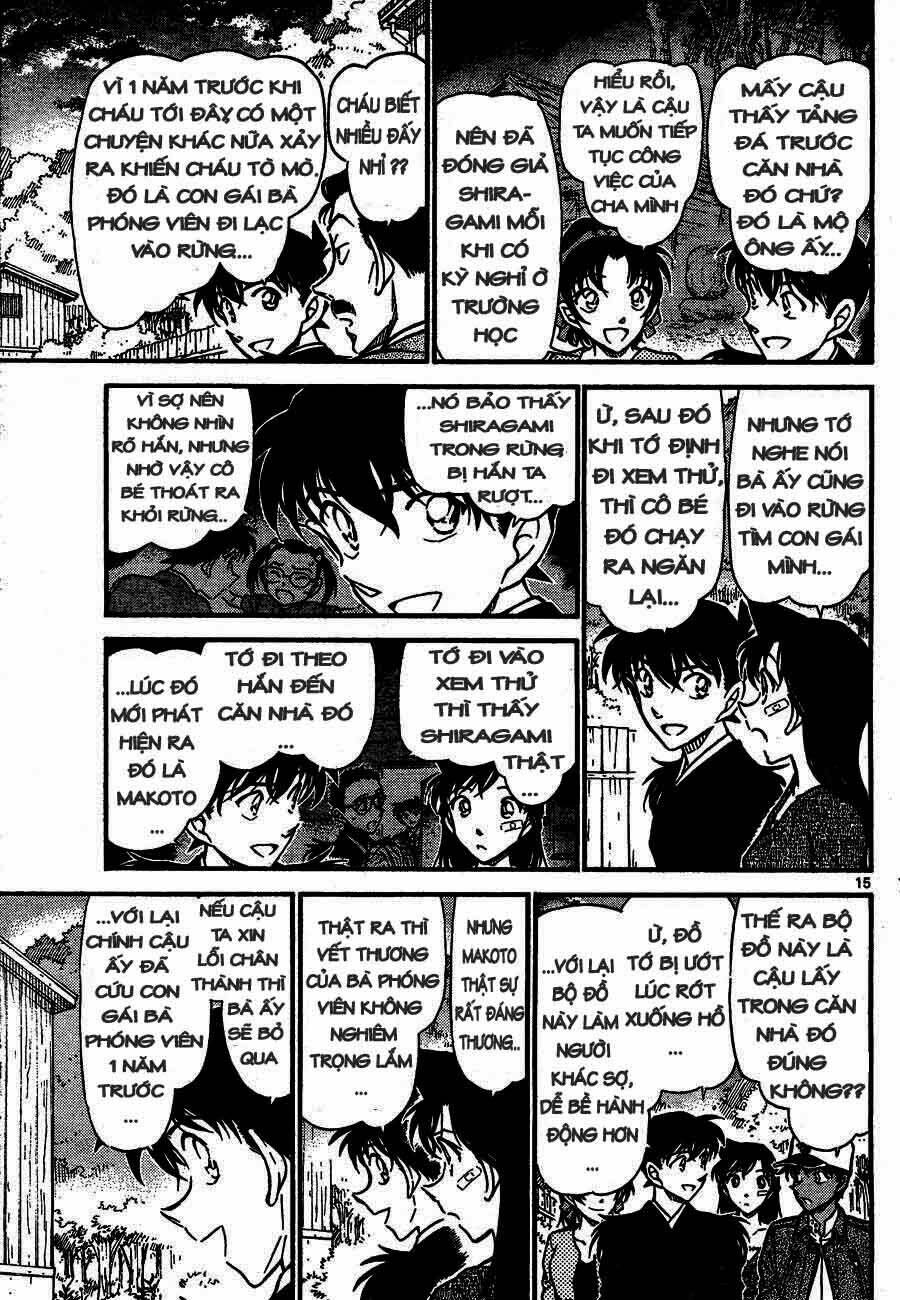 MẤY CẬU
THẤY TẢNG
ĐÁ TRƯỚC
CĂN NHÀ
ĐÓ CHỨ?
ĐÓ LÀ MỘ
ÔNG ẤY...
HIỂU RỒI,
VẬY LÀ CẬU
TA MUỐN TIẾP
TỤC CÔNG
VIỆC CỦA
CHA MÌNH
NÊN ĐÃ
ĐÓNG GIẢ
SHIRA-
GAMI MỖI
KHI CÓ
KỲ NGHỈ Ở
TRƯỜNG
HỌC
CHÁU BIẾT
NHIỀU ĐẤY
NHỈ ??
VÌ 1 NĂM TRƯỚC KHI
CHÁU TỚI ĐÂY, CÓ MỘT
CHUYỆN KHÁC NỮA XẢY
RA KHIẾN CHÁU TÒ MÒ.
ĐÓ LÀ CON GÁI BÀ
PHÓNG VIÊN ĐI LẠC
VÀO RỪNG...
NHƯNG TỚ
NGHE NÓI
BÀ ẤY CŨNG
ĐI VÀO RỪNG
TÌM CON GÁI
MÌNH...
Ừ, SAU ĐÓ
KHI TỚ ĐỊNH
ĐI XEM THỬ,
THÌ CÔ BÉ
ĐÓ CHẠY
RA NGĂN
LẠI...
...NÓ BẢO THẤY
SHIRAGAMI
TRONG RỪNG
BỊ HẮN TA
RƯỢT...
VÌ SỢ NÊN
KHÔNG NHÌN
RÕ HẮN, NHƯNG
NHỜ VẬY CÔ
BÉ THOÁT RA
KHỎI RỪNG..
TỚ ĐI VÀO
XEM THỬ
THÌ THẤY
SHIRAGAMI
THẬT
...
TỚ ĐI THEO
HẮN ĐẾN
CĂN NHÀ ĐÓ
...
...LÚC ĐÓ
MỚI PHÁT
HIỆN RA
ĐÓ LÀ
MAKOTO
...
15
THẾ RA BỘ
ĐỒ NÀY LÀ
CẬU LẤY
TRONG CĂN
NHÀ ĐÓ
ĐÚNG
KHÔNG??
Ừ, ĐỒ
TỚ BỊ ƯỚT
LÚC RỚT
XUỐNG HỒ
...
...VỚI LẠI
BỘ ĐỒ
NÀY LÀM
NGƯỜI
KHÁC SỢ,
DỄ BỀ HÀNH
ĐỘNG HƠN
...
NHƯNG
MAKOTO
THẬT SỰ
RẤT ĐÁNG
THƯƠNG..
THẬT RA THÌ
VẾT THƯƠNG
CỦA BÀ PHÓNG
VIÊN KHÔNG
NGHIÊM
TRỌNG LẮM
...
NẾU CẬU
TA XIN
LỖI CHÂN
THÀNH THÌ
BÀ ẤY
SẼ BỎ
QUA
...VỚI LẠI
CHÍNH CẬU
ẤY ĐÃ
CỨU CON
GÁI BÀ
PHÓNG VIÊN
1 NĂM
TRƯỚC
...